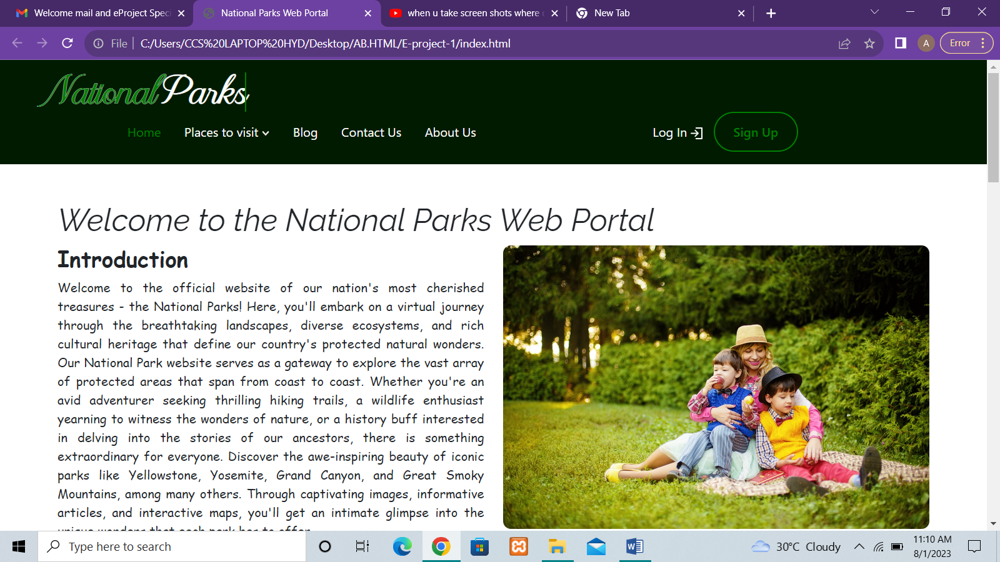 Welcome mail and eProject Speci
National Parks Web Portal
when u take screen shots where
New Tab
File
C:/Users/CCS%20LAPTOP%20HYD/Desktop/AB.HTML/E-project-1/index.html
A
Error
NationalParks
Home
Places to visit
Blog
Contact Us
About Us
Log In
Sign Up
Welcome to the National Parks Web Portal
Introduction
Welcome to the official website of our nation's most cherished
treasures - the National Parks! Here, you'll embark on a virtual journey
through the breathtaking landscapes, diverse ecosystems, and rich
cultural heritage that define our country's protected natural wonders.
Our National Park website serves as a gateway to explore the vast array
of protected areas that span from coast to coast. Whether you're an
avid adventurer seeking thrilling hiking trails, a wildlife enthusiast
yearning to witness the wonders of nature, or a history buff interested
in delving into the stories of our ancestors, there is something
extraordinary for everyone. Discover the awe-inspiring beauty of iconic
parks like Yellowstone, Yosemite, Grand Canyon, and Great Smoky
Mountains, among many others. Through captivating images, informative
articles, and interactive maps, you'll get an intimate glimpse into the
Type here to search
30°C Cloudy
11:10 AM
8/1/2023